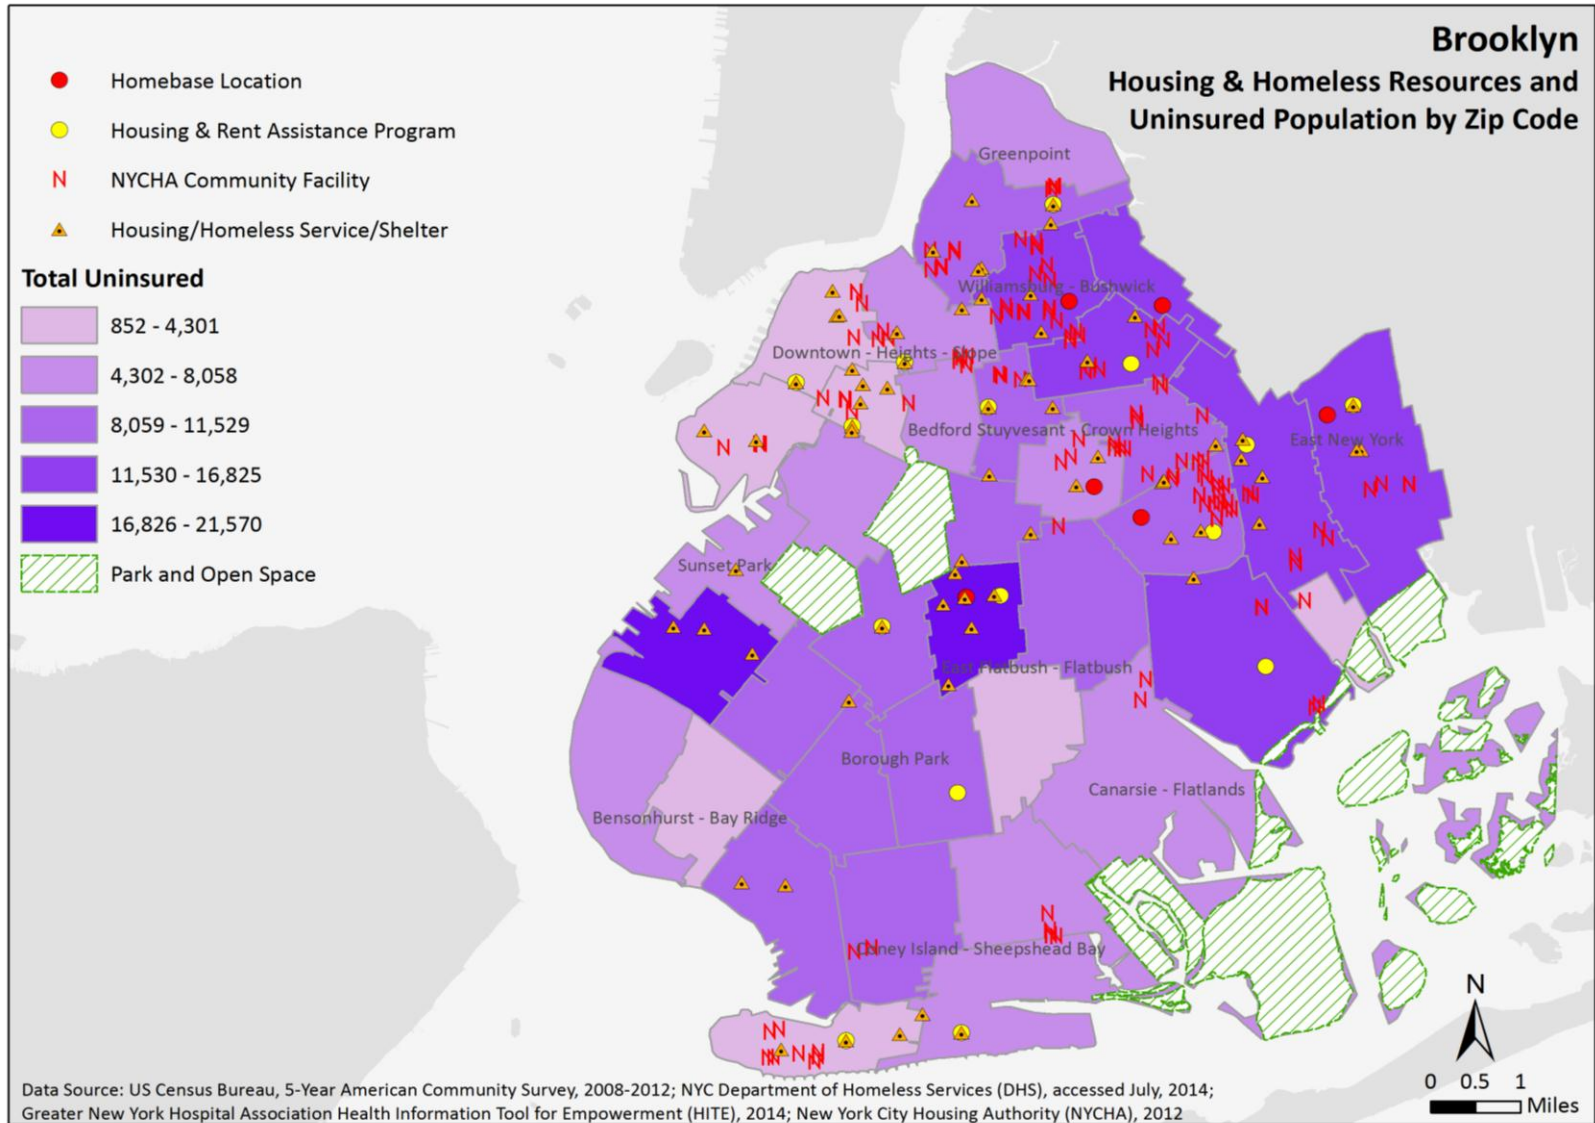 Brooklyn
Housing & Homeless Resources and
Uninsured Population by Zip Code
Homebase Location
Housing & Rent Assistance Program
N NYCHA Community Facility
Housing/Homeless Service/Shelter
Total Uninsured
852 - 4,301
4,302 - 8,058
8,059 - 11,529
11,530 - 16,825
16,826 - 21,570
Park and Open Space
Greenpoint
Williamsburg - Bushwick
Downtown - Heights - Slope
Bedford Stuyvesant - Crown Heights
East New York
Sunset Park
East Flatbush - Flatbush
Borough Park
Canarsie - Flatlands
Bensonhurst - Bay Ridge
Coney Island - Sheepshead Bay
N
0 0.5 1
Miles
Data Source: US Census Bureau, 5-Year American Community Survey, 2008-2012; NYC Department of Homeless Services (DHS), accessed July, 2014;
Greater New York Hospital Association Health Information Tool for Empowerment (HITE), 2014; New York City Housing Authority (NYCHA), 2012